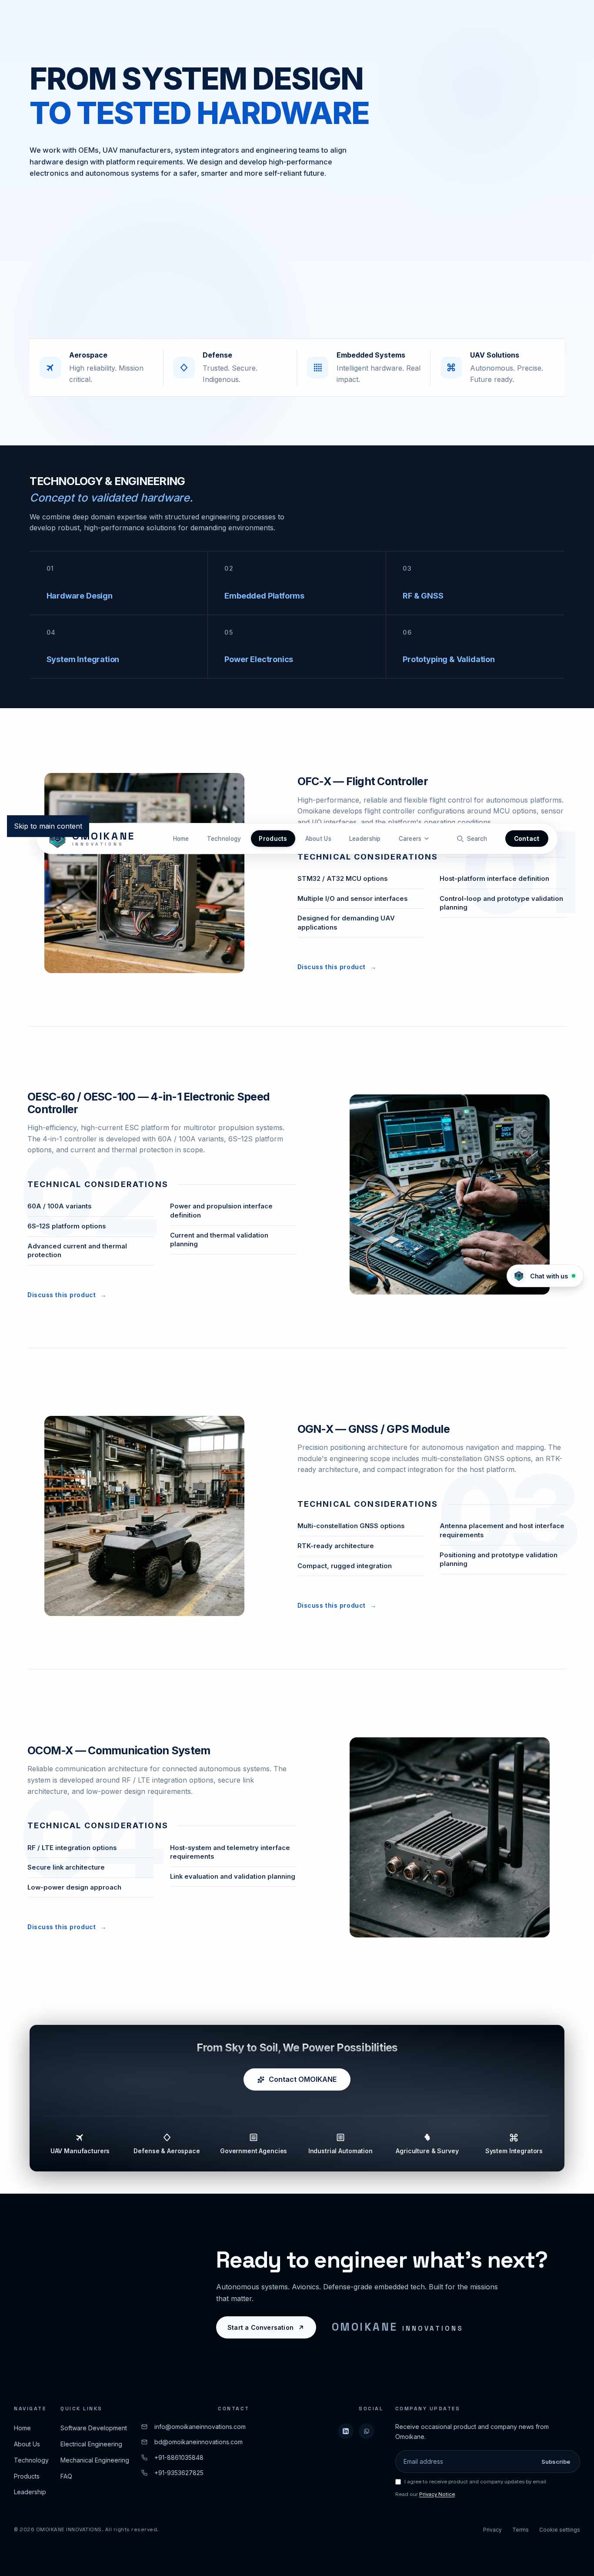 FROM SYSTEM DESIGN
TO TESTED HARDWARE
We work with OEMs, UAV manufacturers, system integrators and engineering teams to align
hardware design with platform requirements. We design and develop high-performance
electronics and autonomous systems for a safer, smarter and more self-reliant future.
Aerospace
High reliability. Mission
critical.
Defense
Trusted. Secure.
Indigenous.
Embedded Systems
Intelligent hardware. Real
impact.
UAV Solutions
Autonomous. Precise.
Future ready.
TECHNOLOGY & ENGINEERING
Concept to validated hardware.
We combine deep domain expertise with structured engineering processes to
develop robust, high-performance solutions for demanding environments.
01
Hardware Design
02
Embedded Platforms
03
RF & GNSS
04
System Integration
05
Power Electronics
06
Prototyping & Validation
OFC-X — Flight Controller
High-performance, reliable and flexible flight control for autonomous platforms.
Omoikane develops flight controller configurations around MCU options, sensor
and I/O interfaces, and the platform's operating conditions.
Skip to main content
OMOIKANE
INNOVATIONS
Home
Technology
Products
About Us
Leadership
Careers
Search
Contact
01
TECHNICAL CONSIDERATIONS
STM32 / AT32 MCU options
Multiple I/O and sensor interfaces
Designed for demanding UAV
applications
Host-platform interface definition
Control-loop and prototype validation
planning
Discuss this product →
OESC-60 / OESC-100 — 4-in-1 Electronic Speed
Controller
High-efficiency, high-current ESC platform for multirotor propulsion systems.
The 4-in-1 controller is developed with 60A / 100A variants, 6S–12S platform
options, and current and thermal protection in scope.
02
TECHNICAL CONSIDERATIONS
60A / 100A variants
6S–12S platform options
Advanced current and thermal
protection
Power and propulsion interface
definition
Current and thermal validation
planning
Discuss this product →
Chat with us
OGN-X — GNSS / GPS Module
Precision positioning architecture for autonomous navigation and mapping. The
module's engineering scope includes multi-constellation GNSS options, an RTK-
ready architecture, and compact integration for the host platform.
03
TECHNICAL CONSIDERATIONS
Multi-constellation GNSS options
RTK-ready architecture
Compact, rugged integration
Antenna placement and host interface
requirements
Positioning and prototype validation
planning
Discuss this product →
OCOM-X — Communication System
Reliable communication architecture for connected autonomous systems. The
system is developed around RF / LTE integration options, secure link
architecture, and low-power design requirements.
04
TECHNICAL CONSIDERATIONS
RF / LTE integration options
Secure link architecture
Low-power design approach
Host-system and telemetry interface
requirements
Link evaluation and validation planning
Discuss this product →
From Sky to Soil, We Power Possibilities
Contact OMOIKANE
UAV Manufacturers
Defense & Aerospace
Government Agencies
Industrial Automation
Agriculture & Survey
System Integrators
Ready to engineer what's next?
Autonomous systems. Avionics. Defense-grade embedded tech. Built for the missions
that matter.
Start a Conversation ↗
OMOIKANE INNOVATIONS
NAVIGATE
Home
About Us
Technology
Products
Leadership
QUICK LINKS
Software Development
Electrical Engineering
Mechanical Engineering
FAQ
CONTACT
info@omoikaneinnovations.com
bd@omoikaneinnovations.com
+91-8861035848
+91-9353627825
SOCIAL
COMPANY UPDATES
Receive occasional product and company news from
Omoikane.
Email address
Subscribe
I agree to receive product and company updates by email.
Read our Privacy Notice
© 2026 OMOIKANE INNOVATIONS. All rights reserved.
Privacy
Terms
Cookie settings